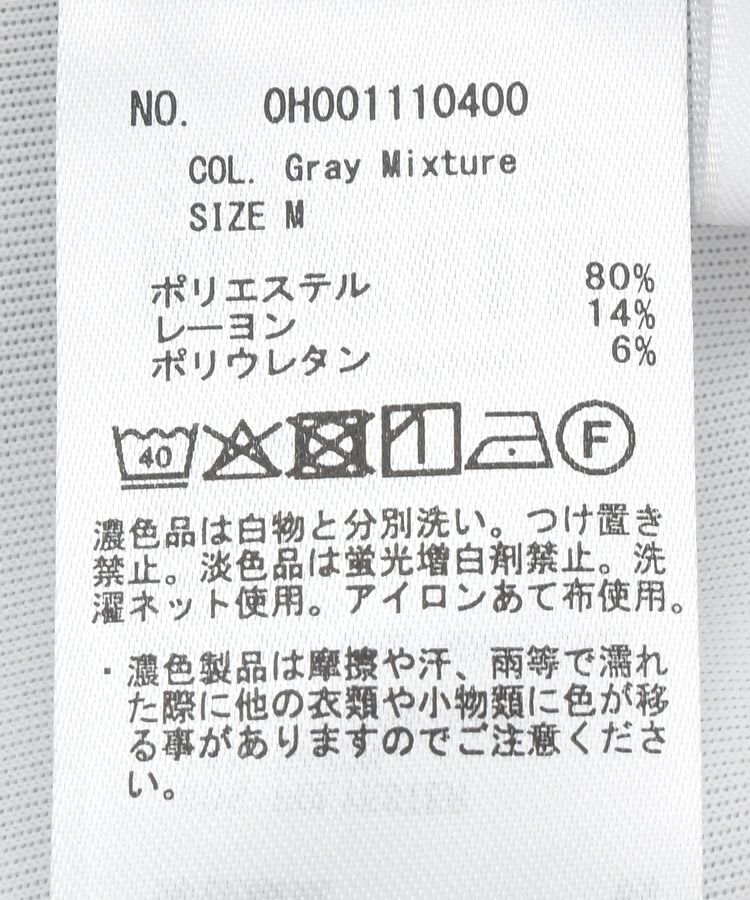 NO. 0H001110400
COL. Gray Mixture
SIZE M
ポリエステル 80%
レーヨン 14%
ポリウレタン 6%
40 F
濃色品は白物と分別洗い。つけ置き
禁止。淡色品は蛍光増白剤禁止。洗
濯ネット使用。アイロンあて布使用。
・濃色製品は摩擦や汗、雨等で濡れ
た際に他の衣類や小物類に色が移
る事がありますのでご注意くださ
い。